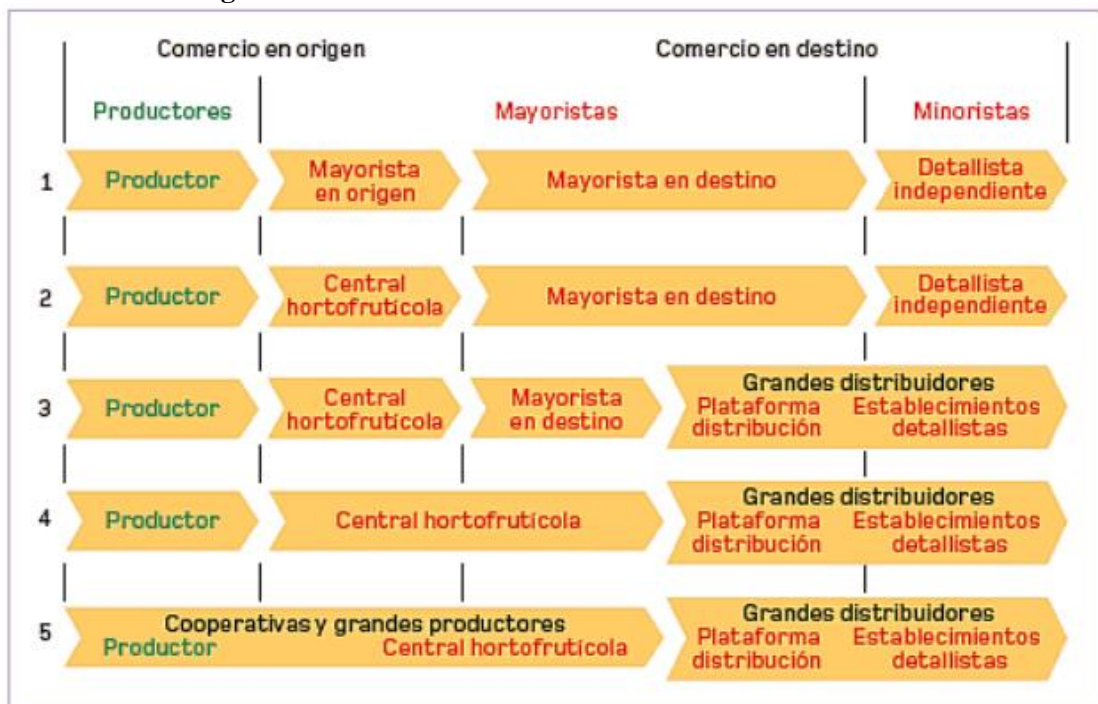 Comercio en origen Comercio en destino
Productores Mayoristas Minoristas
1 Productor Mayorista en origen Mayorista en destino Detallista independiente
2 Productor Central hortofrutícola Mayorista en destino Detallista independiente
3 Productor Central hortofrutícola Mayorista en destino Grandes distribuidores Plataforma distribución Establecimientos detallistas
4 Productor Central hortofrutícola Grandes distribuidores Plataforma distribución Establecimientos detallistas
5 Cooperativas y grandes productores Productor Central hortofrutícola Grandes distribuidores Plataforma distribución Establecimientos detallistas